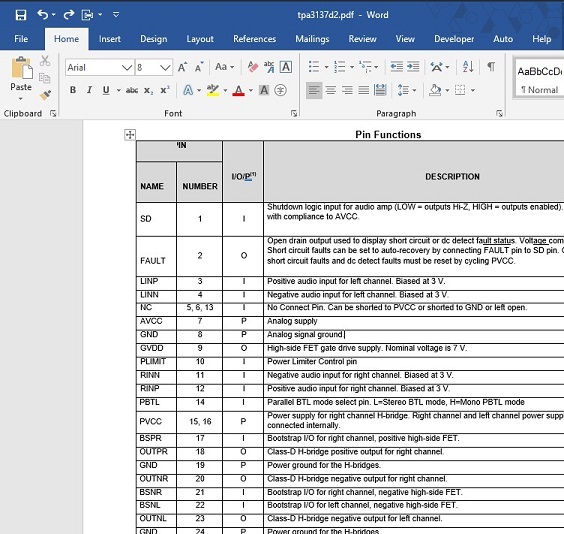 tpa3137d2.pdf - Word
File Home Insert Design Layout References Mailings Review View Developer Auto Help
Paste
Arial 8 A A Aa
B I U abc X₂ X² A A
AaBbCcD
¶ Normal
Clipboard Font Paragraph
Pin Functions
PIN I/O/P(1) DESCRIPTION
NAME NUMBER
SD 1 I Shutdown logic input for audio amp (LOW = outputs Hi-Z, HIGH = outputs enabled).
with compliance to AVCC.
FAULT 2 O Open drain output used to display short circuit or dc detect fault status. Voltage com
Short circuit faults can be set to auto-recovery by connecting FAULT pin to SD pin.
short circuit faults and dc detect faults must be reset by cycling PVCC.
LINP 3 I Positive audio input for left channel. Biased at 3 V.
LINN 4 I Negative audio input for left channel. Biased at 3 V.
NC 5, 6, 13 I No Connect Pin. Can be shorted to PVCC or shorted to GND or left open.
AVCC 7 P Analog supply
GND 8 P Analog signal ground
GVDD 9 O High-side FET gate drive supply. Nominal voltage is 7 V.
PLIMIT 10 I Power Limiter Control pin
RINN 11 I Negative audio input for right channel. Biased at 3 V.
RINP 12 I Positive audio input for right channel. Biased at 3 V.
PBTL 14 I Parallel BTL mode select pin. L=Stereo BTL mode, H=Mono PBTL mode
PVCC 15, 16 P Power supply for right channel H-bridge. Right and left channel power supp
connected internally.
BSPR 17 I Bootstrap I/O for right channel, positive high-side FET.
OUTPR 18 O Class-D H-bridge positive output for right channel.
GND 19 P Power ground for the H-bridges.
OUTNR 20 O Class-D H-bridge negative output for right channel.
BSNR 21 I Bootstrap I/O for right channel, negative high-side FET.
BSNL 22 I Bootstrap I/O for left channel, negative high-side FET.
OUTNL 23 O Class-D H-bridge negative output for left channel.
GND 24 P Power ground for the H-bridges